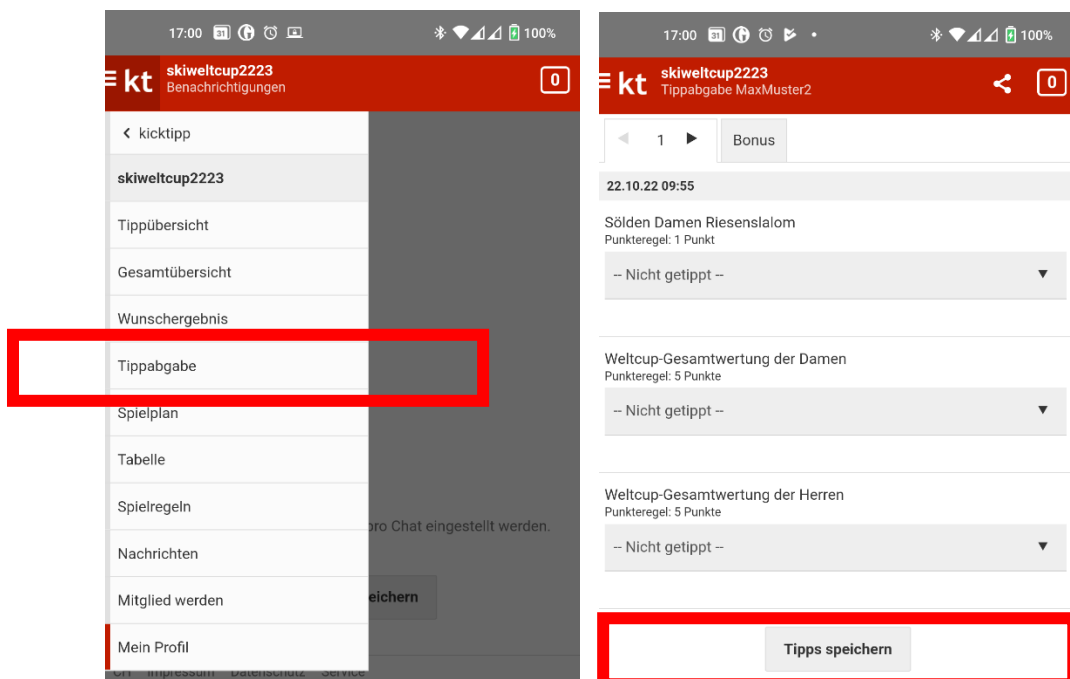 17:00 31 100%
kt skiweltcup2223
Benachrichtigungen
0
kicktipp
skiweltcup2223
Tippübersicht
Gesamtübersicht
Wunschergebnis
Tippabgabe
Spielplan
Tabelle
Spielregeln
Nachrichten
pro Chat eingestellt werden.
Mitglied werden
eichern
Mein Profil
CH Impressum Datenschutz Service
17:00 31 100%
kt skiweltcup2223
Tippabgabe MaxMuster2
0
1 Bonus
22.10.22 09:55
Sölden Damen Riesenslalom
Punkteregel: 1 Punkt
-- Nicht getippt --
Weltcup-Gesamtwertung der Damen
Punkteregel: 5 Punkte
-- Nicht getippt --
Weltcup-Gesamtwertung der Herren
Punkteregel: 5 Punkte
-- Nicht getippt --
Tipps speichern